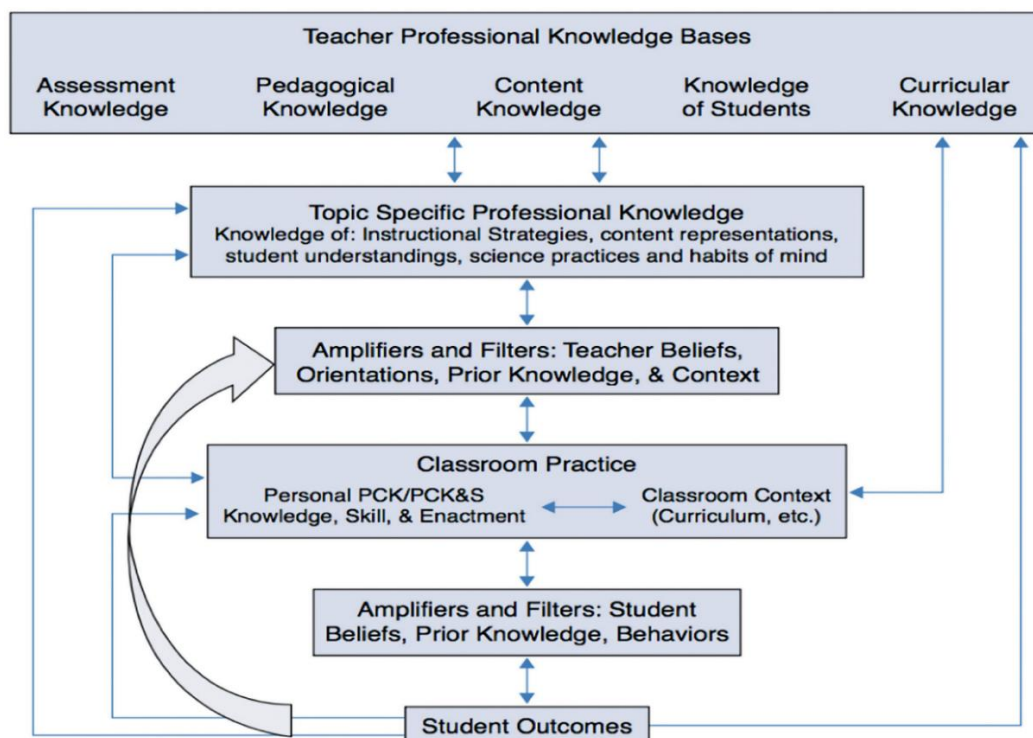 Teacher Professional Knowledge Bases
Assessment Knowledge
Pedagogical Knowledge
Content Knowledge
Knowledge of Students
Curricular Knowledge
Topic Specific Professional Knowledge
Knowledge of: Instructional Strategies, content representations,
student understandings, science practices and habits of mind
Amplifiers and Filters: Teacher Beliefs,
Orientations, Prior Knowledge, & Context
Classroom Practice
Personal PCK/PCK&S
Knowledge, Skill, & Enactment
Classroom Context
(Curriculum, etc.)
Amplifiers and Filters: Student
Beliefs, Prior Knowledge, Behaviors
Student Outcomes